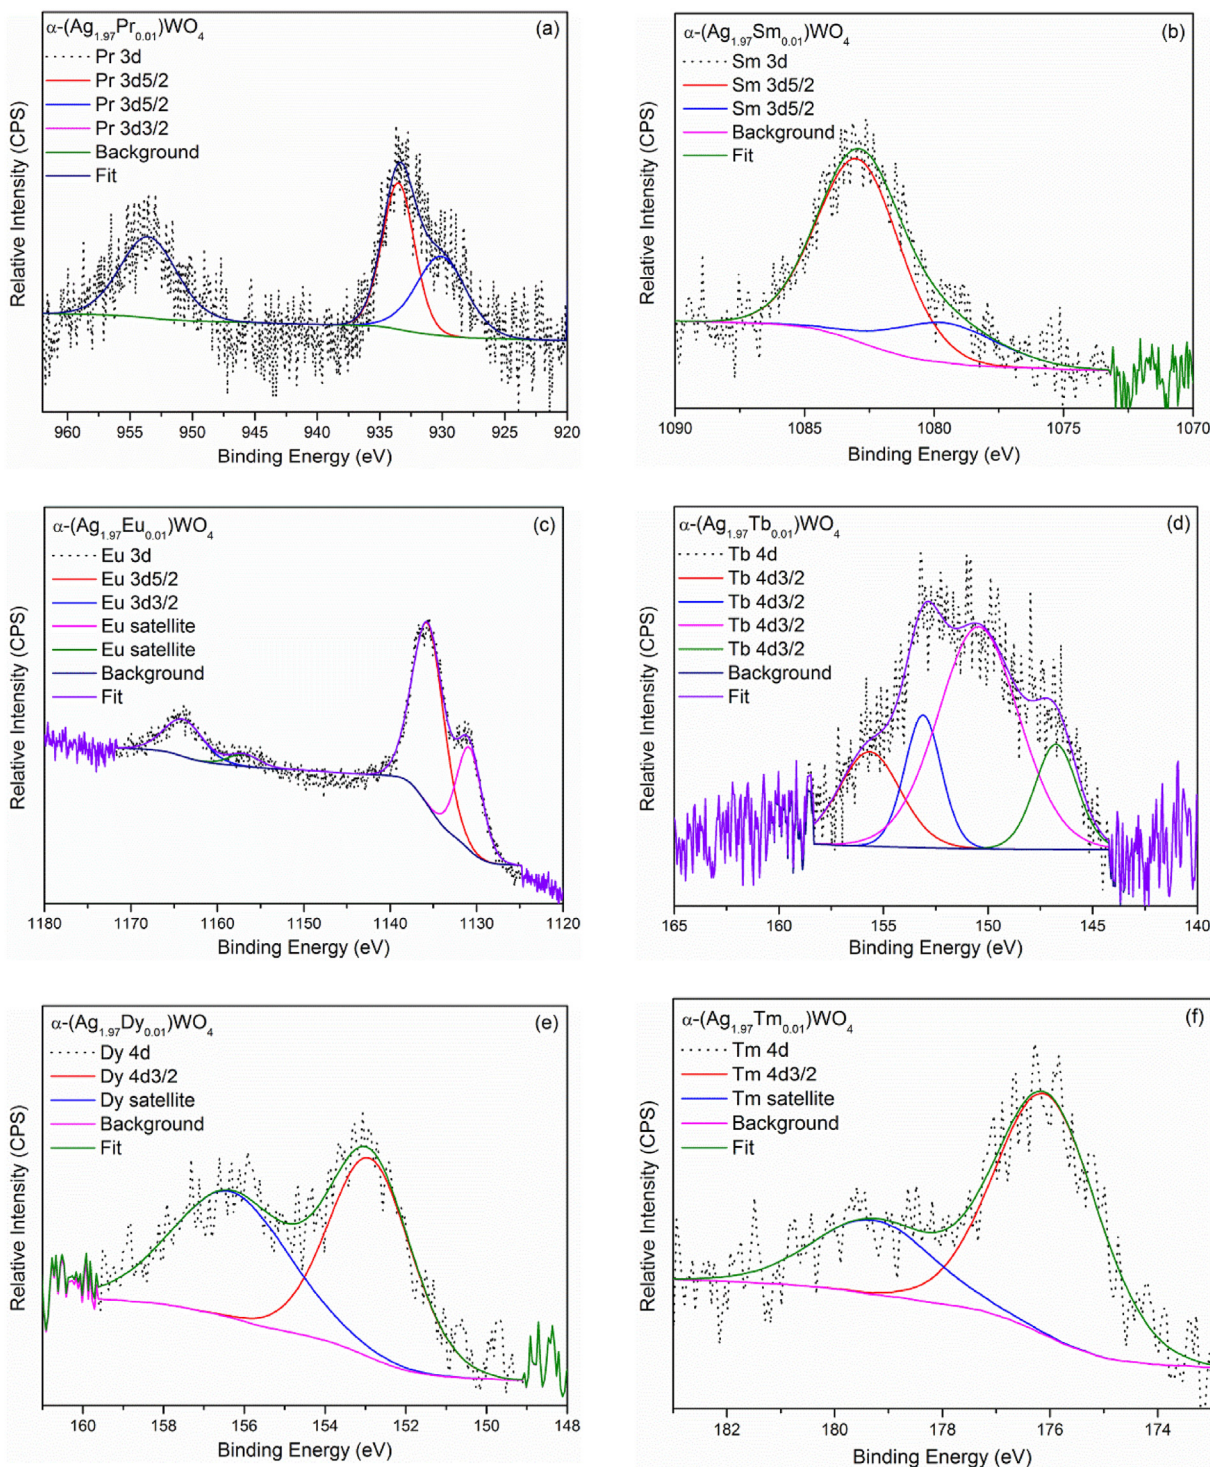 α-(Ag1.97Pr0.01)WO4 (a)
Pr 3d
Pr 3d5/2
Pr 3d5/2
Pr 3d3/2
Background
Fit
Relative Intensity (CPS)
960 955 950 945 940 935 930 925 920
Binding Energy (eV)
α-(Ag1.97Sm0.01)WO4 (b)
Sm 3d
Sm 3d5/2
Sm 3d5/2
Background
Fit
Relative Intensity (CPS)
1090 1085 1080 1075 1070
Binding Energy (eV)
α-(Ag1.97Eu0.01)WO4 (c)
Eu 3d
Eu 3d5/2
Eu 3d3/2
Eu satellite
Eu satellite
Background
Fit
Relative Intensity (CPS)
1180 1170 1160 1150 1140 1130 1120
Binding Energy (eV)
α-(Ag1.97Tb0.01)WO4 (d)
Tb 4d
Tb 4d3/2
Tb 4d3/2
Tb 4d3/2
Tb 4d3/2
Background
Fit
Relative Intensity (CPS)
165 160 155 150 145 140
Binding Energy (eV)
α-(Ag1.97Dy0.01)WO4 (e)
Dy 4d
Dy 4d3/2
Dy satellite
Background
Fit
Relative Intensity (CPS)
160 158 156 154 152 150 148
Binding Energy (eV)
α-(Ag1.97Tm0.01)WO4 (f)
Tm 4d
Tm 4d3/2
Tm satellite
Background
Fit
Relative Intensity (CPS)
182 180 178 176 174
Binding Energy (eV)